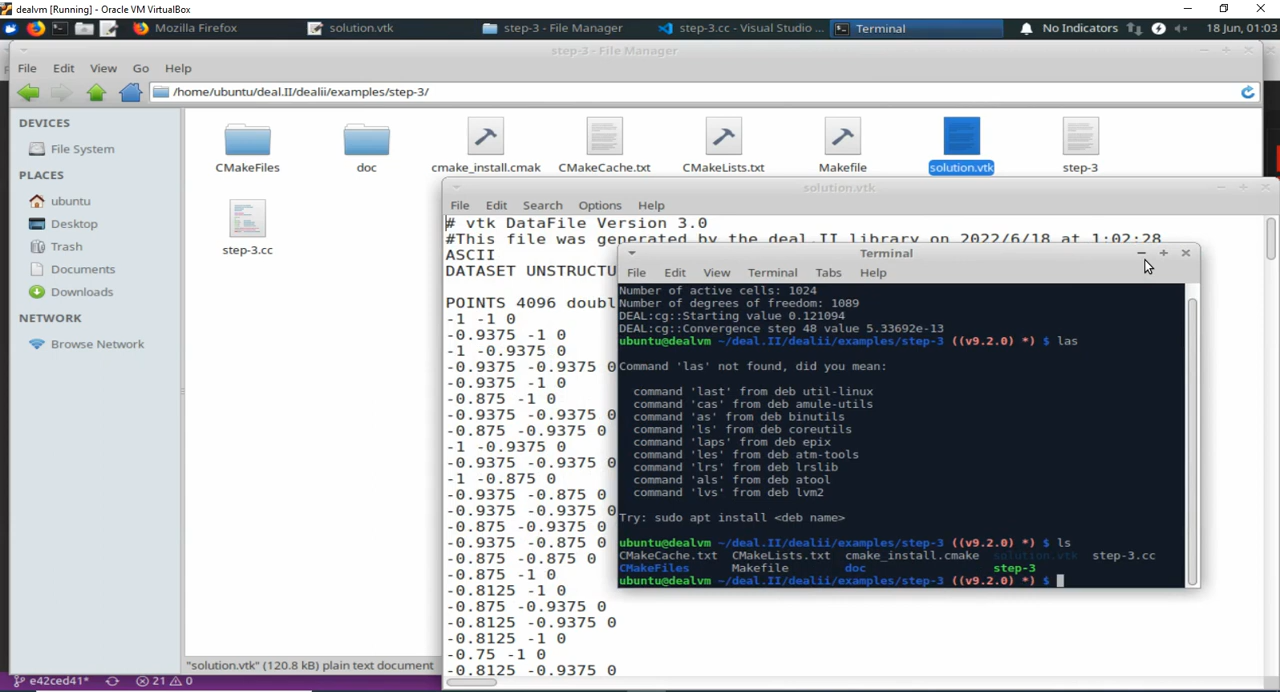 dealvm [Running] - Oracle VM VirtualBox
Mozilla Firefox
solution.vtk
step-3 - File Manager
step-3.cc - Visual Studio ...
Terminal
No Indicators
18 Jun, 01:03
step-3 - File Manager
File Edit View Go Help
/home/ubuntu/deal.II/dealii/examples/step-3/
DEVICES
File System
PLACES
ubuntu
Desktop
Trash
Documents
Downloads
NETWORK
Browse Network
CMakeFiles
doc
cmake_install.cmak
CMakeCache.txt
CMakeLists.txt
Makefile
solution.vtk
step-3
step-3.cc
"solution.vtk" (120.8 kB) plain text document
e42ced41*
21
0
solution.vtk
File Edit Search Options Help
# vtk DataFile Version 3.0
#This file was generated by the deal.II library on 2022/6/18 at 1:02:28
ASCII
DATASET UNSTRUCTU
POINTS 4096 doubl
-1 -1 0
-0.9375 -1 0
-1 -0.9375 0
-0.9375 -0.9375 0
-0.9375 -1 0
-0.875 -1 0
-0.9375 -0.9375 0
-0.875 -0.9375 0
-1 -0.9375 0
-0.9375 -0.9375 0
-1 -0.875 0
-0.9375 -0.875 0
-0.9375 -0.9375 0
-0.875 -0.9375 0
-0.9375 -0.875 0
-0.875 -0.875 0
-0.875 -1 0
-0.8125 -1 0
-0.875 -0.9375 0
-0.8125 -0.9375 0
-0.8125 -1 0
-0.75 -1 0
-0.8125 -0.9375 0
Terminal
File Edit View Terminal Tabs Help
Number of active cells: 1024
Number of degrees of freedom: 1089
DEAL:cg::Starting value 0.121094
DEAL:cg::Convergence step 48 value 5.33692e-13
ubuntu@dealvm ~/deal.II/dealii/examples/step-3 ((v9.2.0) *) $ las
Command 'las' not found, did you mean:
command 'last' from deb util-linux
command 'cas' from deb amule-utils
command 'as' from deb binutils
command 'ls' from deb coreutils
command 'laps' from deb epix
command 'les' from deb atm-tools
command 'lrs' from deb lrslib
command 'als' from deb atool
command 'lvs' from deb lvm2
Try: sudo apt install <deb name>
ubuntu@dealvm ~/deal.II/dealii/examples/step-3 ((v9.2.0) *) $ ls
CMakeCache.txt CMakeLists.txt cmake_install.cmake solution.vtk step-3.cc
CMakeFiles Makefile doc step-3
ubuntu@dealvm ~/deal.II/dealii/examples/step-3 ((v9.2.0) *) $